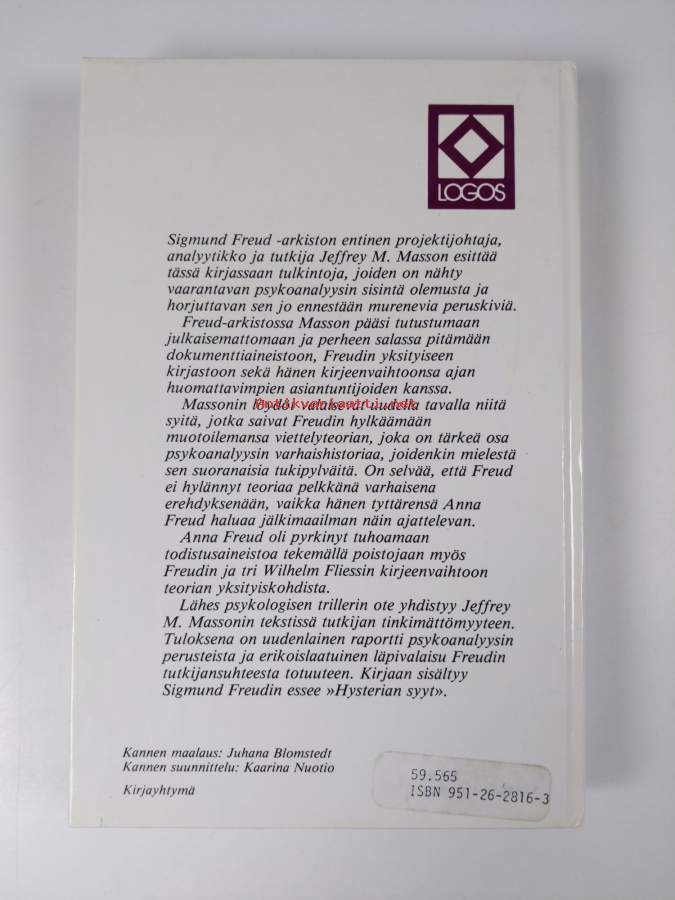 LOGOS
Sigmund Freud -arkiston entinen projektijohtaja,
analyytikko ja tutkija Jeffrey M. Masson esittää
tässä kirjassaan tulkintoja, joiden on nähty
vaarantavan psykoanalyysin sisintä olemusta ja
horjuttavan sen jo ennestään murenevia peruskiviä.
Freud-arkistossa Masson pääsi tutustumaan
julkaisemattomaan ja perheen salassa pitämään
dokumenttiaineistoon, Freudin yksityiseen
kirjastoon sekä hänen kirjeenvaihtoonsa ajan
huomattavimpien asiantuntijoiden kanssa.
Massonin löydöt valaisevat uudella tavalla niitä
Antikverkaatti.net
syitä, jotka saivat Freudin hylkäämään
muotoilemansa viettelyteorian, joka on tärkeä osa
psykoanalyysin varhaishistoriaa, joidenkin mielestä
sen suoranaisia tukipylväitä. On selvää, että Freud
ei hylännyt teoriaa pelkkänä varhaisena
erehdyksenään, vaikka hänen tyttärensä Anna
Freud haluaa jälkimaailman näin ajattelevan.
Anna Freud oli pyrkinyt tuhoamaan
todistusaineistoa tekemällä poistojaan myös
Freudin ja tri Wilhelm Fliessin kirjeenvaihtoon
teorian yksityiskohdista.
Lähes psykologisen trillerin ote yhdistyy Jeffrey
M. Massonin tekstissä tutkijan tinkimättömyyteen.
Tuloksena on uudenlainen raportti psykoanalyysin
perusteista ja erikoislaatuinen läpivalaisu Freudin
tutkijansuhteesta totuuteen. Kirjaan sisältyy
Sigmund Freudin essee »Hysterian syyt».
Kannen maalaus: Juhana Blomstedt
Kannen suunnittelu: Kaarina Nuotio
Kirjayhtymä
59.565
ISBN 951-26-2816-3